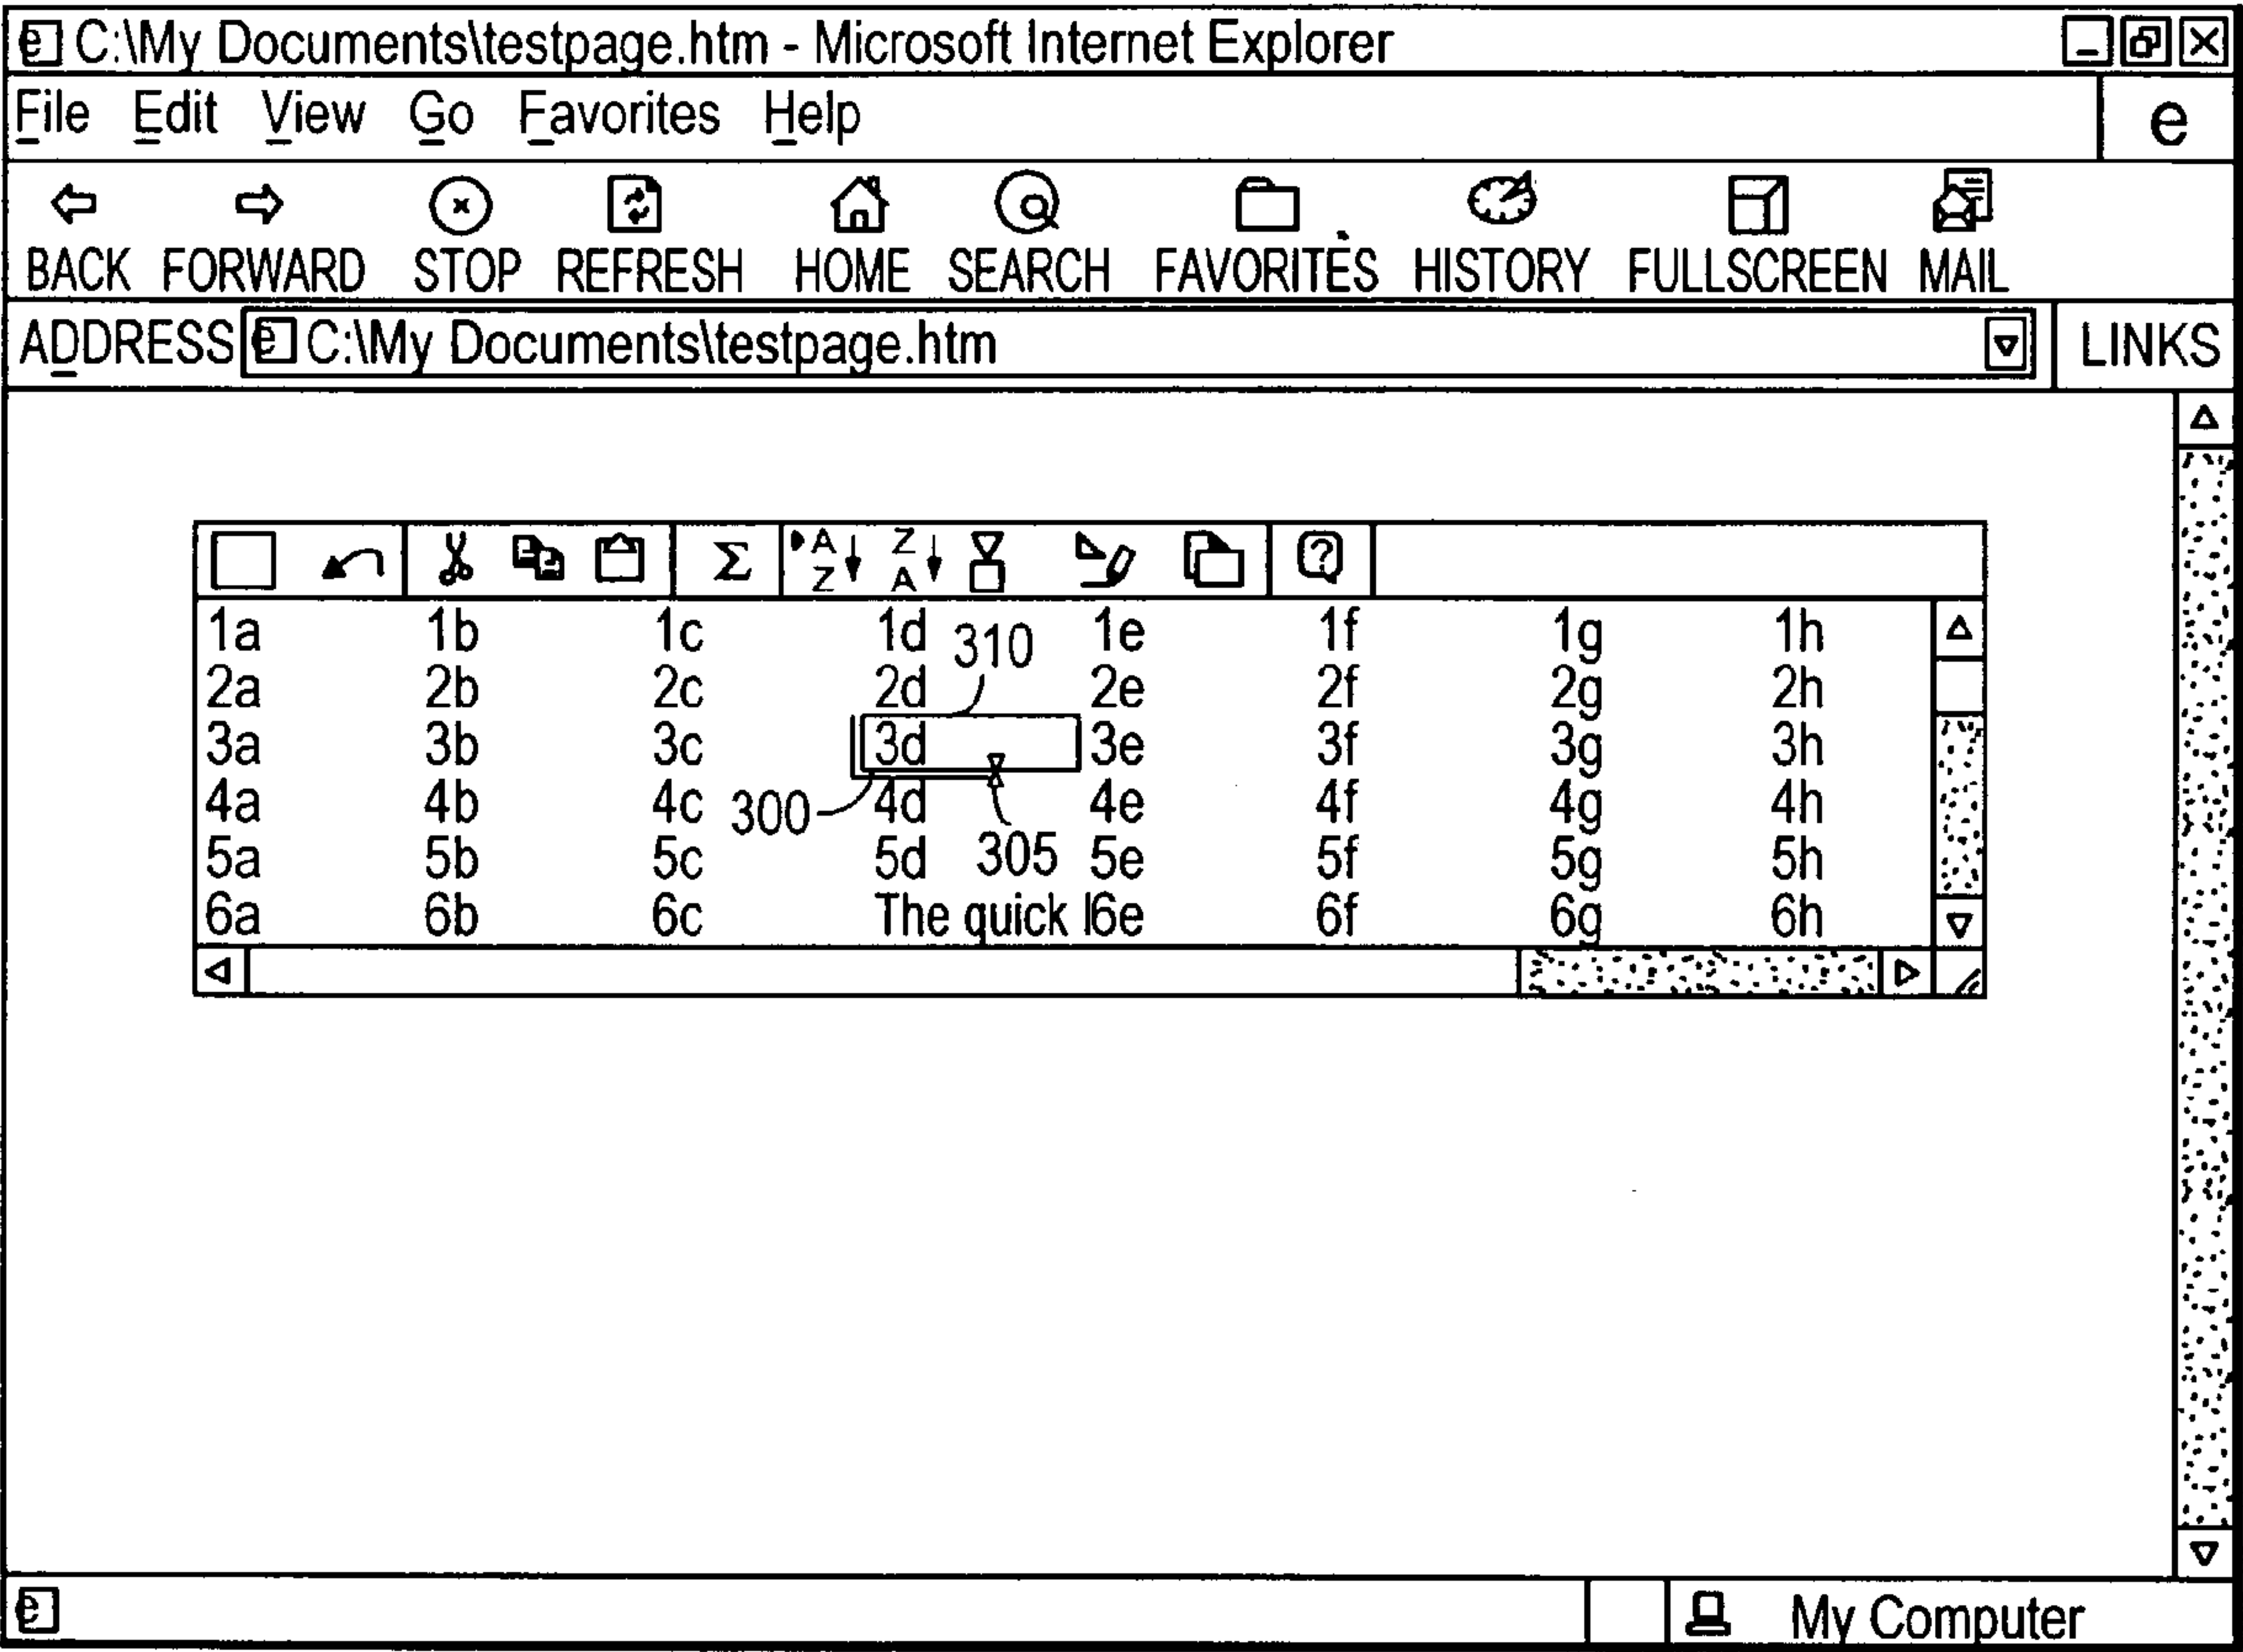 C:\My Documents\testpage.htm - Microsoft Internet Explorer
File Edit View Go Favorites Help e
BACK FORWARD STOP REFRESH HOME SEARCH FAVORITES HISTORY FULLSCREEN MAIL
ADDRESS C:\My Documents\testpage.htm LINKS
Σ A Z Z A ?
1a 1b 1c 1d 310 1e 1f 1g 1h
2a 2b 2c 2d 2e 2f 2g 2h
3a 3b 3c 3d 3e 3f 3g 3h
4a 4b 4c 300 4d 4e 4f 4g 4h
5a 5b 5c 5d 305 5e 5f 5g 5h
6a 6b 6c The quick l6e 6f 6g 6h
My Computer